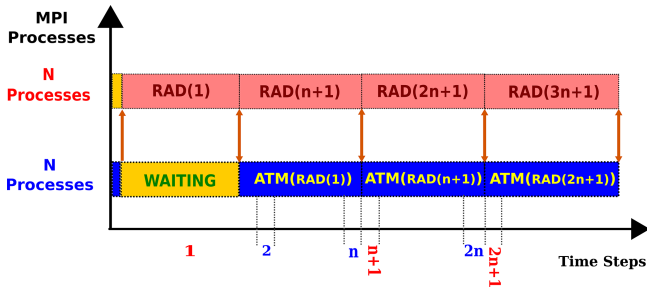 MPI
Processes
N
Processes
RAD(1) RAD(n+1) RAD(2n+1) RAD(3n+1)
N
Processes
WAITING ATM(RAD(1)) ATM(RAD(n+1)) ATM(RAD(2n+1))
1 2 n n+1 2n 2n+1
Time Steps